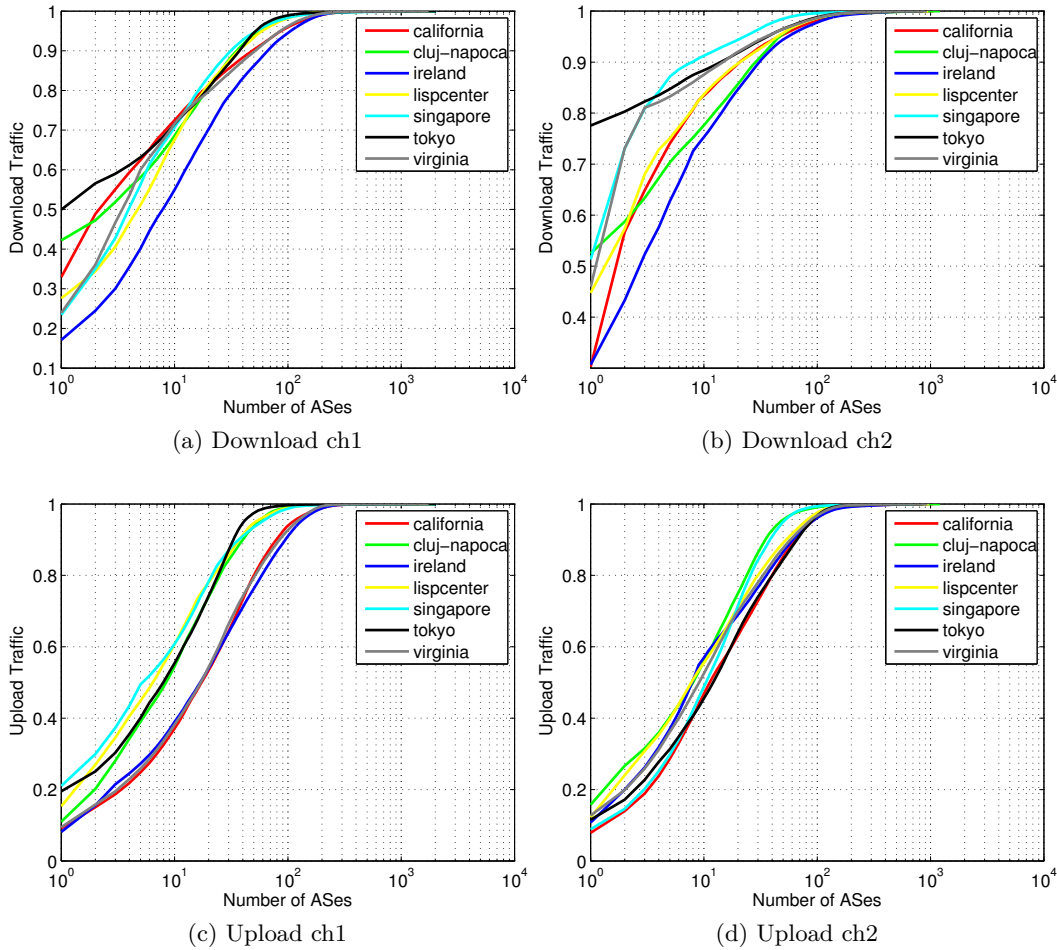 1
0.9
0.8
0.7
0.6
0.5
0.4
0.3
0.2
0.1
Download Traffic
10^0 10^1 10^2 10^3 10^4
Number of ASes
california
cluj−napoca
ireland
lispcenter
singapore
tokyo
virginia
(a) Download ch1
1
0.9
0.8
0.7
0.6
0.5
0.4
Download Traffic
10^0 10^1 10^2 10^3 10^4
Number of ASes
california
cluj−napoca
ireland
lispcenter
singapore
tokyo
virginia
(b) Download ch2
1
0.8
0.6
0.4
0.2
0
Upload Traffic
10^0 10^1 10^2 10^3 10^4
Number of ASes
california
cluj−napoca
ireland
lispcenter
singapore
tokyo
virginia
(c) Upload ch1
1
0.8
0.6
0.4
0.2
0
Upload Traffic
10^0 10^1 10^2 10^3 10^4
Number of ASes
california
cluj−napoca
ireland
lispcenter
singapore
tokyo
virginia
(d) Upload ch2